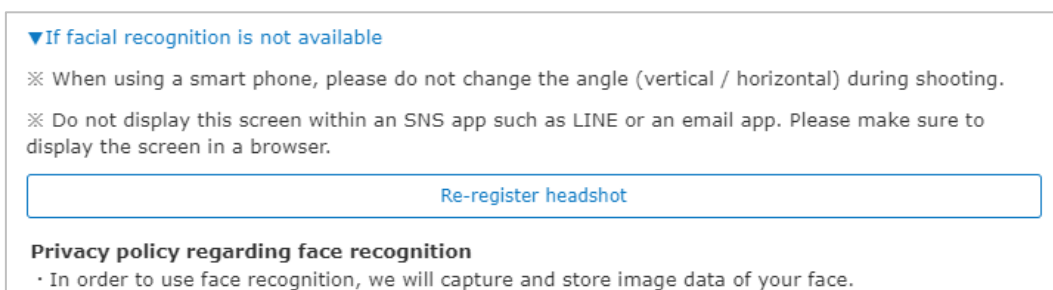 ▼If facial recognition is not available
※ When using a smart phone, please do not change the angle (vertical / horizontal) during shooting.
※ Do not display this screen within an SNS app such as LINE or an email app. Please make sure to
display the screen in a browser.
Re-register headshot
Privacy policy regarding face recognition
・In order to use face recognition, we will capture and store image data of your face.